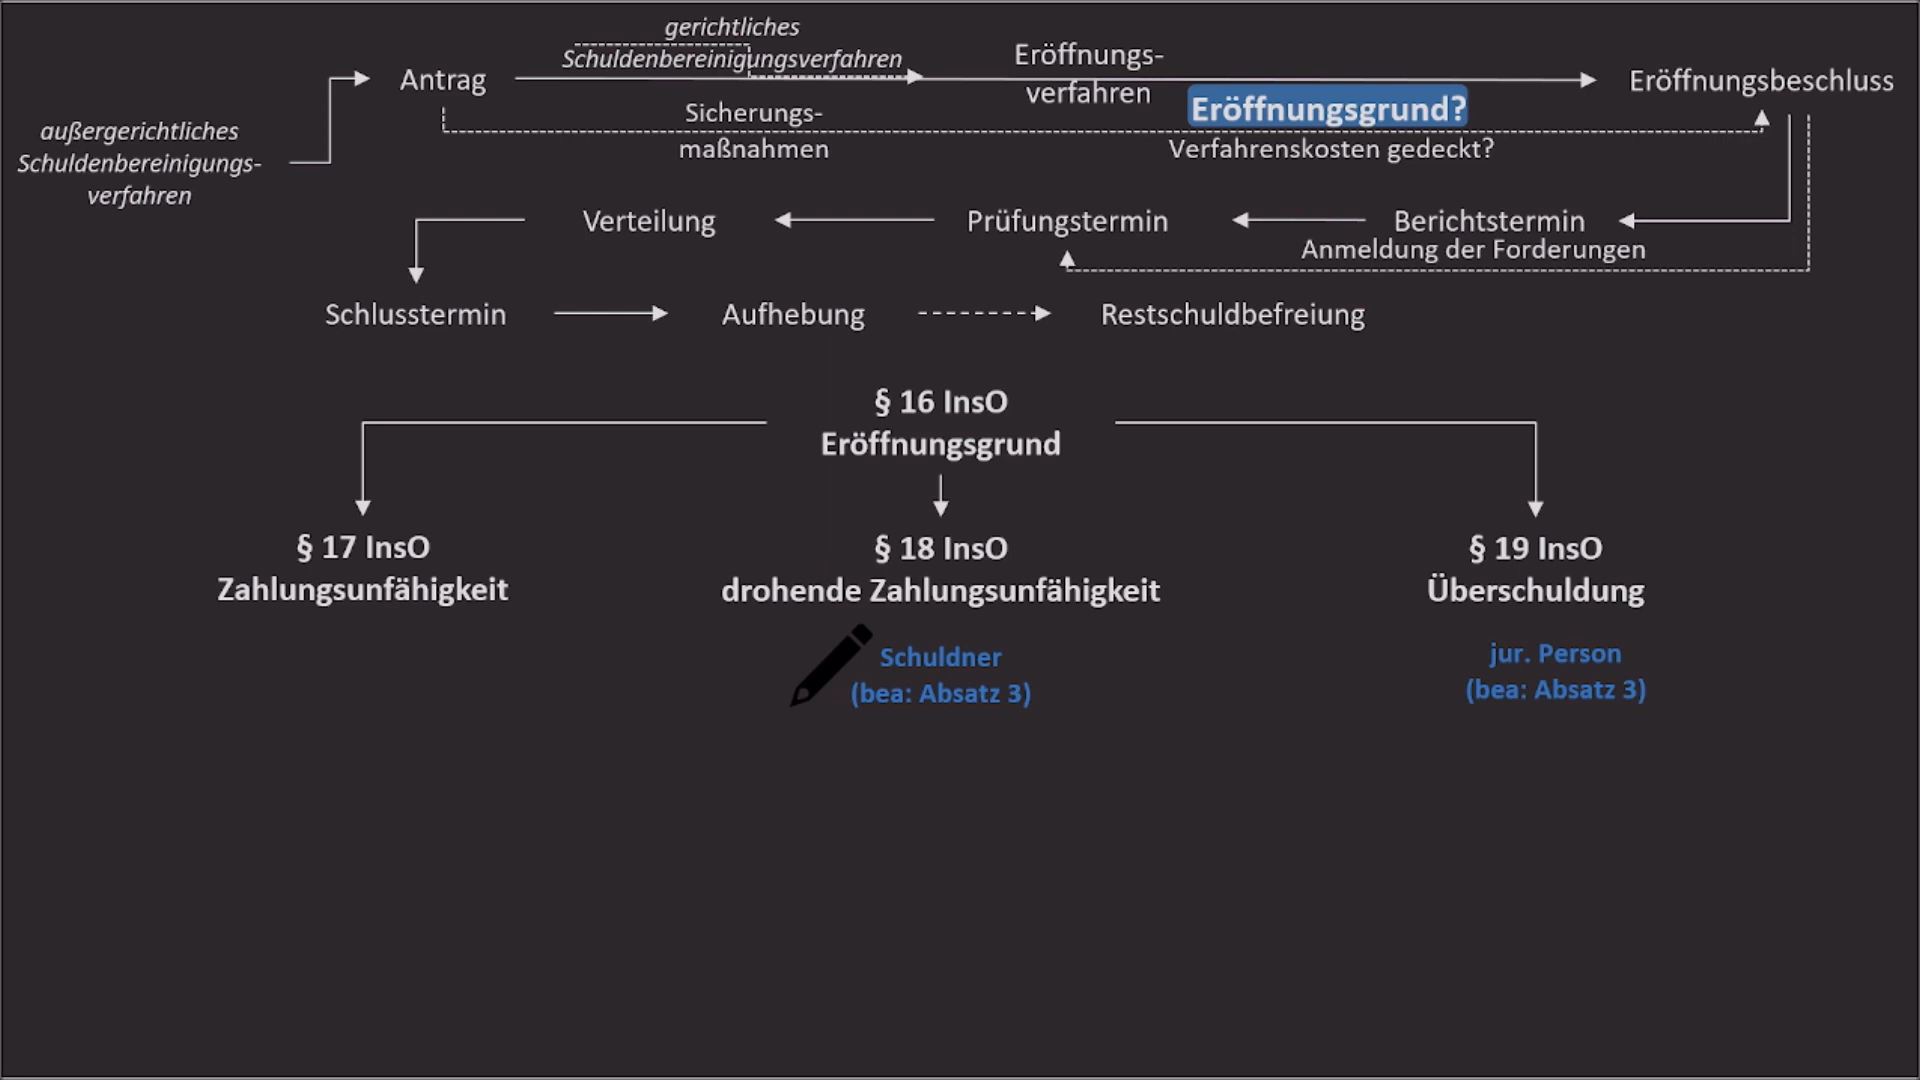 gerichtliches
Schuldenbereinigungsverfahren
Eröffnungs-
verfahren
Antrag
Eröffnungsbeschluss
Eröffnungsgrund?
Sicherungs-
maßnahmen
Verfahrenskosten gedeckt?
außergerichtliches
Schuldenbereinigungs-
verfahren
Verteilung
Prüfungstermin
Berichtstermin
Anmeldung der Forderungen
Schlusstermin
Aufhebung
Restschuldbefreiung
§ 16 InsO
Eröffnungsgrund
§ 17 InsO
Zahlungsunfähigkeit
§ 18 InsO
drohende Zahlungsunfähigkeit
Schuldner
(bea: Absatz 3)
§ 19 InsO
Überschuldung
jur. Person
(bea: Absatz 3)